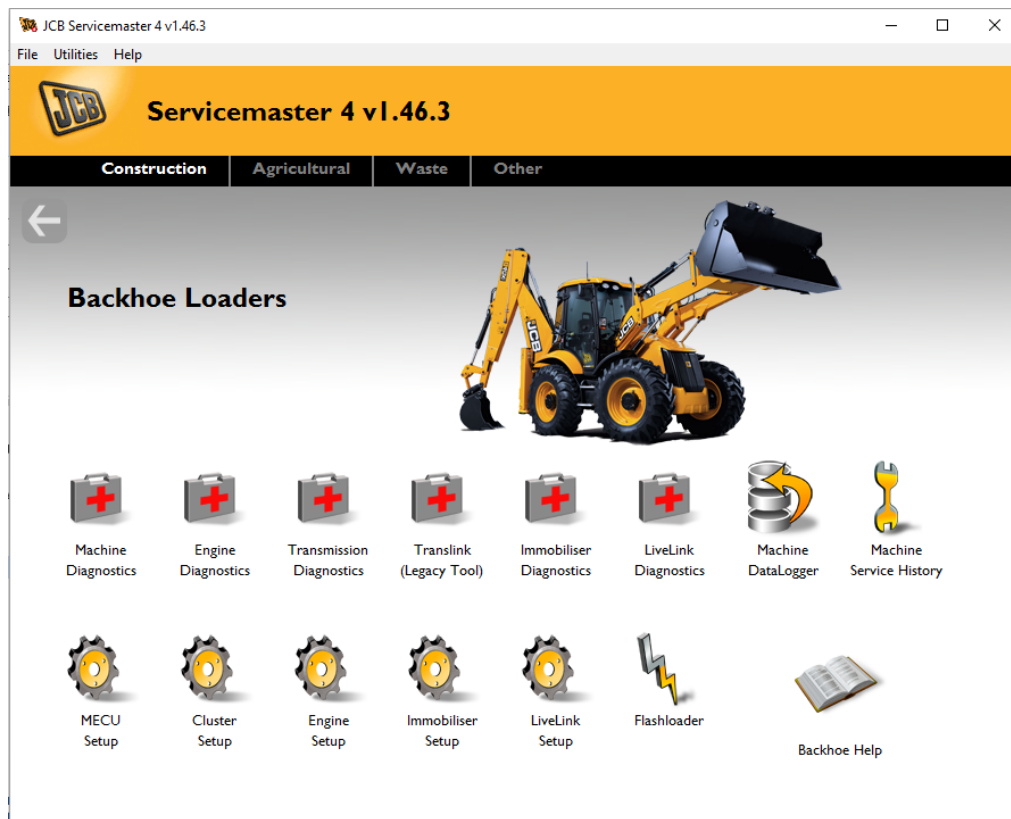 JCB Servicemaster 4 v1.46.3
File Utilities Help
JCB
Servicemaster 4 v1.46.3
Construction Agricultural Waste Other
Backhoe Loaders
JCB
JCB
Machine
Diagnostics
Engine
Diagnostics
Transmission
Diagnostics
Translink
(Legacy Tool)
Immobiliser
Diagnostics
LiveLink
Diagnostics
Machine
DataLogger
Machine
Service History
MECU
Setup
Cluster
Setup
Engine
Setup
Immobiliser
Setup
LiveLink
Setup
Flashloader
Backhoe Help